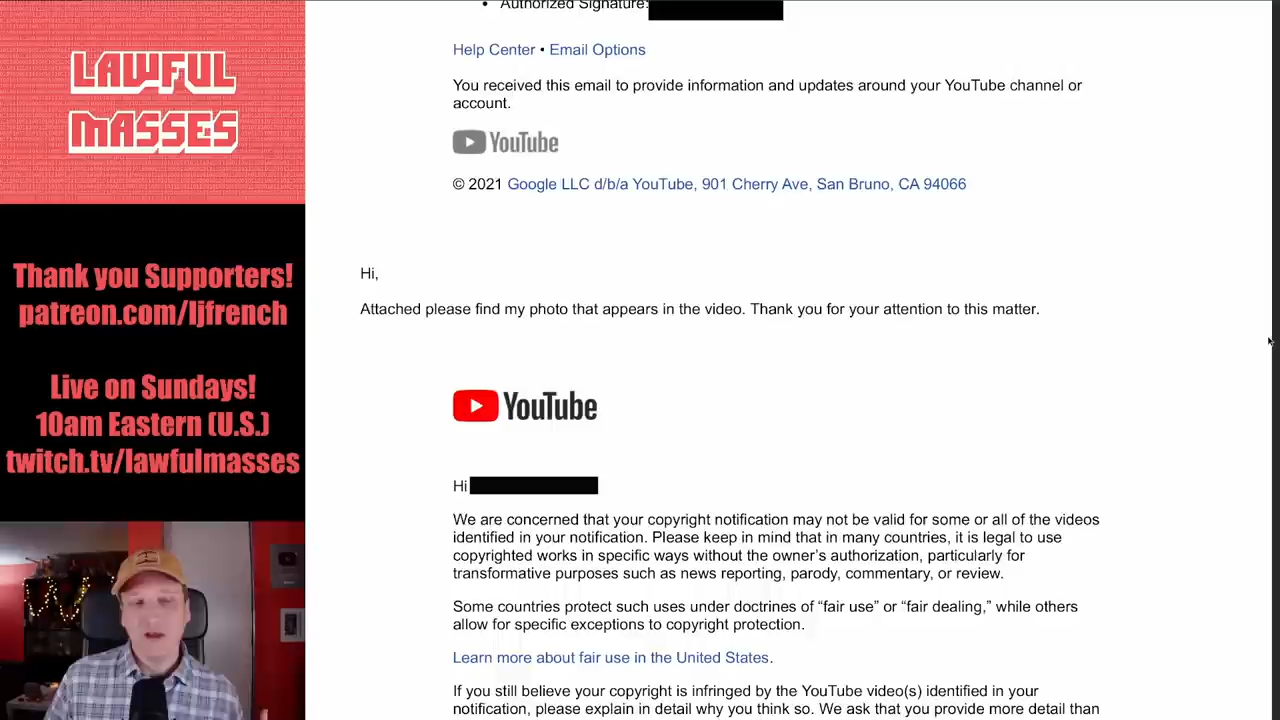 LAWFUL
MASSES
Thank you Supporters!
patreon.com/ljfrench
Live on Sundays!
10am Eastern (U.S.)
twitch.tv/lawfulmasses
• Authorized Signature:
Help Center • Email Options
You received this email to provide information and updates around your YouTube channel or
account.
YouTube
© 2021 Google LLC d/b/a YouTube, 901 Cherry Ave, San Bruno, CA 94066
Hi,
Attached please find my photo that appears in the video. Thank you for your attention to this matter.
YouTube
Hi
We are concerned that your copyright notification may not be valid for some or all of the videos
identified in your notification. Please keep in mind that in many countries, it is legal to use
copyrighted works in specific ways without the owner’s authorization, particularly for
transformative purposes such as news reporting, parody, commentary, or review.
Some countries protect such uses under doctrines of “fair use” or “fair dealing,” while others
allow for specific exceptions to copyright protection.
Learn more about fair use in the United States.
If you still believe your copyright is infringed by the YouTube video(s) identified in your
notification, please explain in detail why you think so. We ask that you provide more detail than